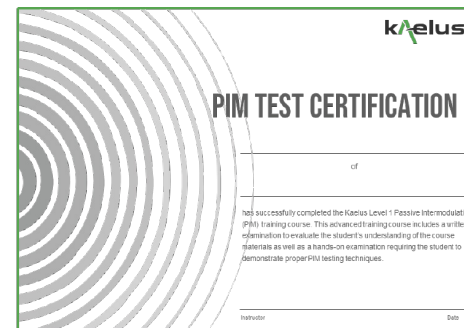 kaelus
PIM TEST CERTIFICATION
of
has successfully completed the Kaelus Level 1 Passive Intermodulati
(PIM) training course. This advanced training course includes a writte
examination to evaluate the student's understanding of the course
materials as well as a hands-on examination requiring the student to
demonstrate proper PIM testing techniques.
Instructor Date